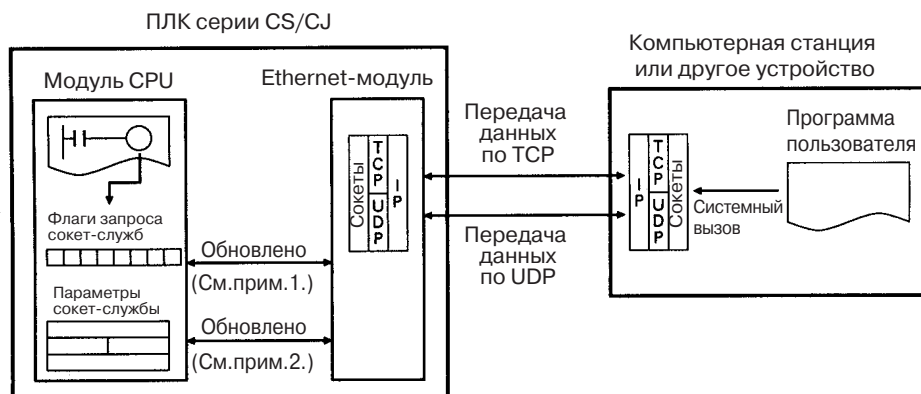 ПЛК серии CS/CJ
Модуль CPU
Ethernet-модуль
Флаги запроса
сокет-служб
Параметры
сокет-службы
Обновлено
(См.прим.1.)
Обновлено
(См.прим.2.)
Сокеты
TCP
UDP
IP
Передача
данных
по TCP
Передача
данных
по UDP
Компьютерная станция
или другое устройство
IP
TCP
UDP
Сокеты
Системный
вызов
Программа
пользователя